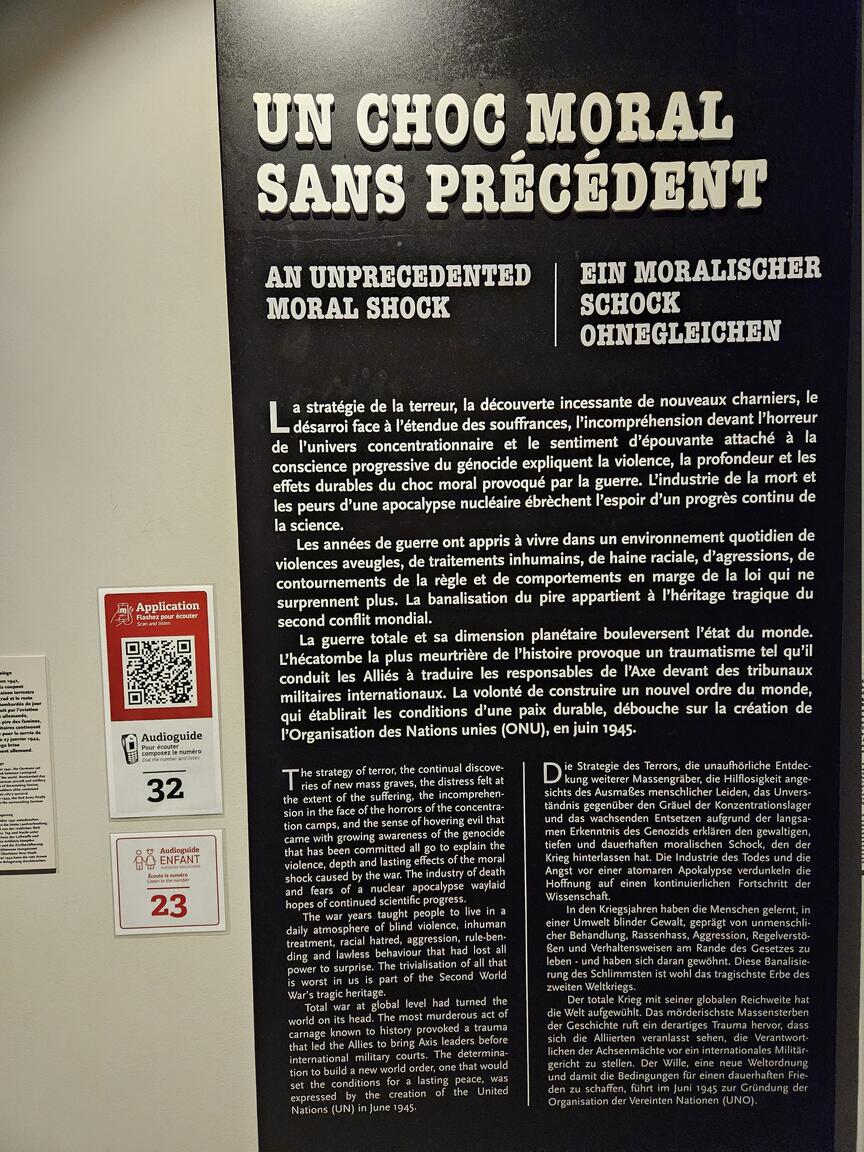 UN CHOC MORAL
SANS PRÉCÉDENT
AN UNPRECEDENTED
MORAL SHOCK
EIN MORALISCHER
SCHOCK
OHNEGLEICHEN
La stratégie de la terreur, la découverte incessante de nouveaux charniers, le
désarroi face à l'étendue des souffrances, l'incompréhension devant l'horreur
de l'univers concentrationnaire et le sentiment d'épouvante attaché à la
conscience progressive du génocide expliquent la violence, la profondeur et les
effets durables du choc moral provoqué par la guerre. L'industrie de la mort et
les peurs d'une apocalypse nucléaire ébrèchent l'espoir d'un progrès continu de
la science.
Les années de guerre ont appris à vivre dans un environnement quotidien de
violences aveugles, de traitements inhumains, de haine raciale, d'agressions, de
contournements de la règle et de comportements en marge de la loi qui ne
surprennent plus. La banalisation du pire appartient à l'héritage tragique du
second conflit mondial.
La guerre totale et sa dimension planétaire bouleversent l'état du monde.
L'hécatombe la plus meurtrière de l'histoire provoque un traumatisme tel qu'il
conduit les Alliés à traduire les responsables de l'Axe devant des tribunaux
militaires internationaux. La volonté de construire un nouvel ordre du monde,
qui établirait les conditions d'une paix durable, débouche sur la création de
l'Organisation des Nations unies (ONU), en juin 1945.
The strategy of terror, the continual discove-
ries of new mass graves, the distress felt at
the extent of the suffering, the incomprehen-
sion in the face of the horrors of the concentra-
tion camps, and the sense of hovering evil that
came with growing awareness of the genocide
that has been committed all go to explain the
violence, depth and lasting effects of the moral
shock caused by the war. The industry of death
and fears of a nuclear apocalypse waylaid
hopes of continued scientific progress.
The war years taught people to live in a
daily atmosphere of blind violence, inhuman
treatment, racial hatred, aggression, rule-ben-
ding and lawless behaviour that had lost all
power to surprise. The trivialisation of all that
is worst in us is part of the Second World
War's tragic heritage.
Total war at global level had turned the
world on its head. The most murderous act of
carnage known to history provoked a trauma
that led the Allies to bring Axis leaders before
international military courts. The determina-
tion to build a new world order, one that would
set the conditions for a lasting peace, was
expressed by the creation of the United
Nations (UN) in June 1945.
Die Strategie des Terrors, die unaufhörliche Entdec-
kung weiterer Massengräber, die Hilflosigkeit ange-
sichts des Ausmaßes menschlicher Leiden, das Unvers-
tändnis gegenüber den Gräuel der Konzentrationslager
und das wachsenden Entsetzen aufgrund der langsa-
men Erkenntnis des Genozids erklären den gewaltigen,
tiefen und dauerhaften moralischen Schock, den der
Krieg hinterlassen hat. Die Industrie des Todes und die
Angst vor einer atomaren Apokalypse verdunkeln die
Hoffnung auf einen kontinuierlichen Fortschritt der
Wissenschaft.
In den Kriegsjahren haben die Menschen gelernt, in
einer Umwelt blinder Gewalt, geprägt von unmenschli-
cher Behandlung, Rassenhass, Aggression, Regelverstö-
ßen und Verhaltensweisen am Rande des Gesetzes zu
leben - und haben sich daran gewöhnt. Diese Banalisie-
rung des Schlimmsten ist wohl das tragischste Erbe des
zweiten Weltkriegs.
Der totale Krieg mit seiner globalen Reichweite hat
die Welt aufgewühlt. Das mörderischste Massensterben
der Geschichte ruft ein derartiges Trauma hervor, dass
sich die Alliierten veranlasst sehen, die Verantwort-
lichen der Achsenmächte vor ein internationales Militär-
gericht zu stellen. Der Wille, eine neue Weltordnung
und damit die Bedingungen für einen dauerhaften Frie-
den zu schaffen, führt im Juni 1945 zur Gründung der
Organisation der Vereinten Nationen (UNO).
Application
Flashez pour écouter
Scan and listen
Audioguide
Pour écouter
composez le numéro
Dial the number and listen
32
Audioguide
ENFANT
Écoute le numéro
Listen to the number
23